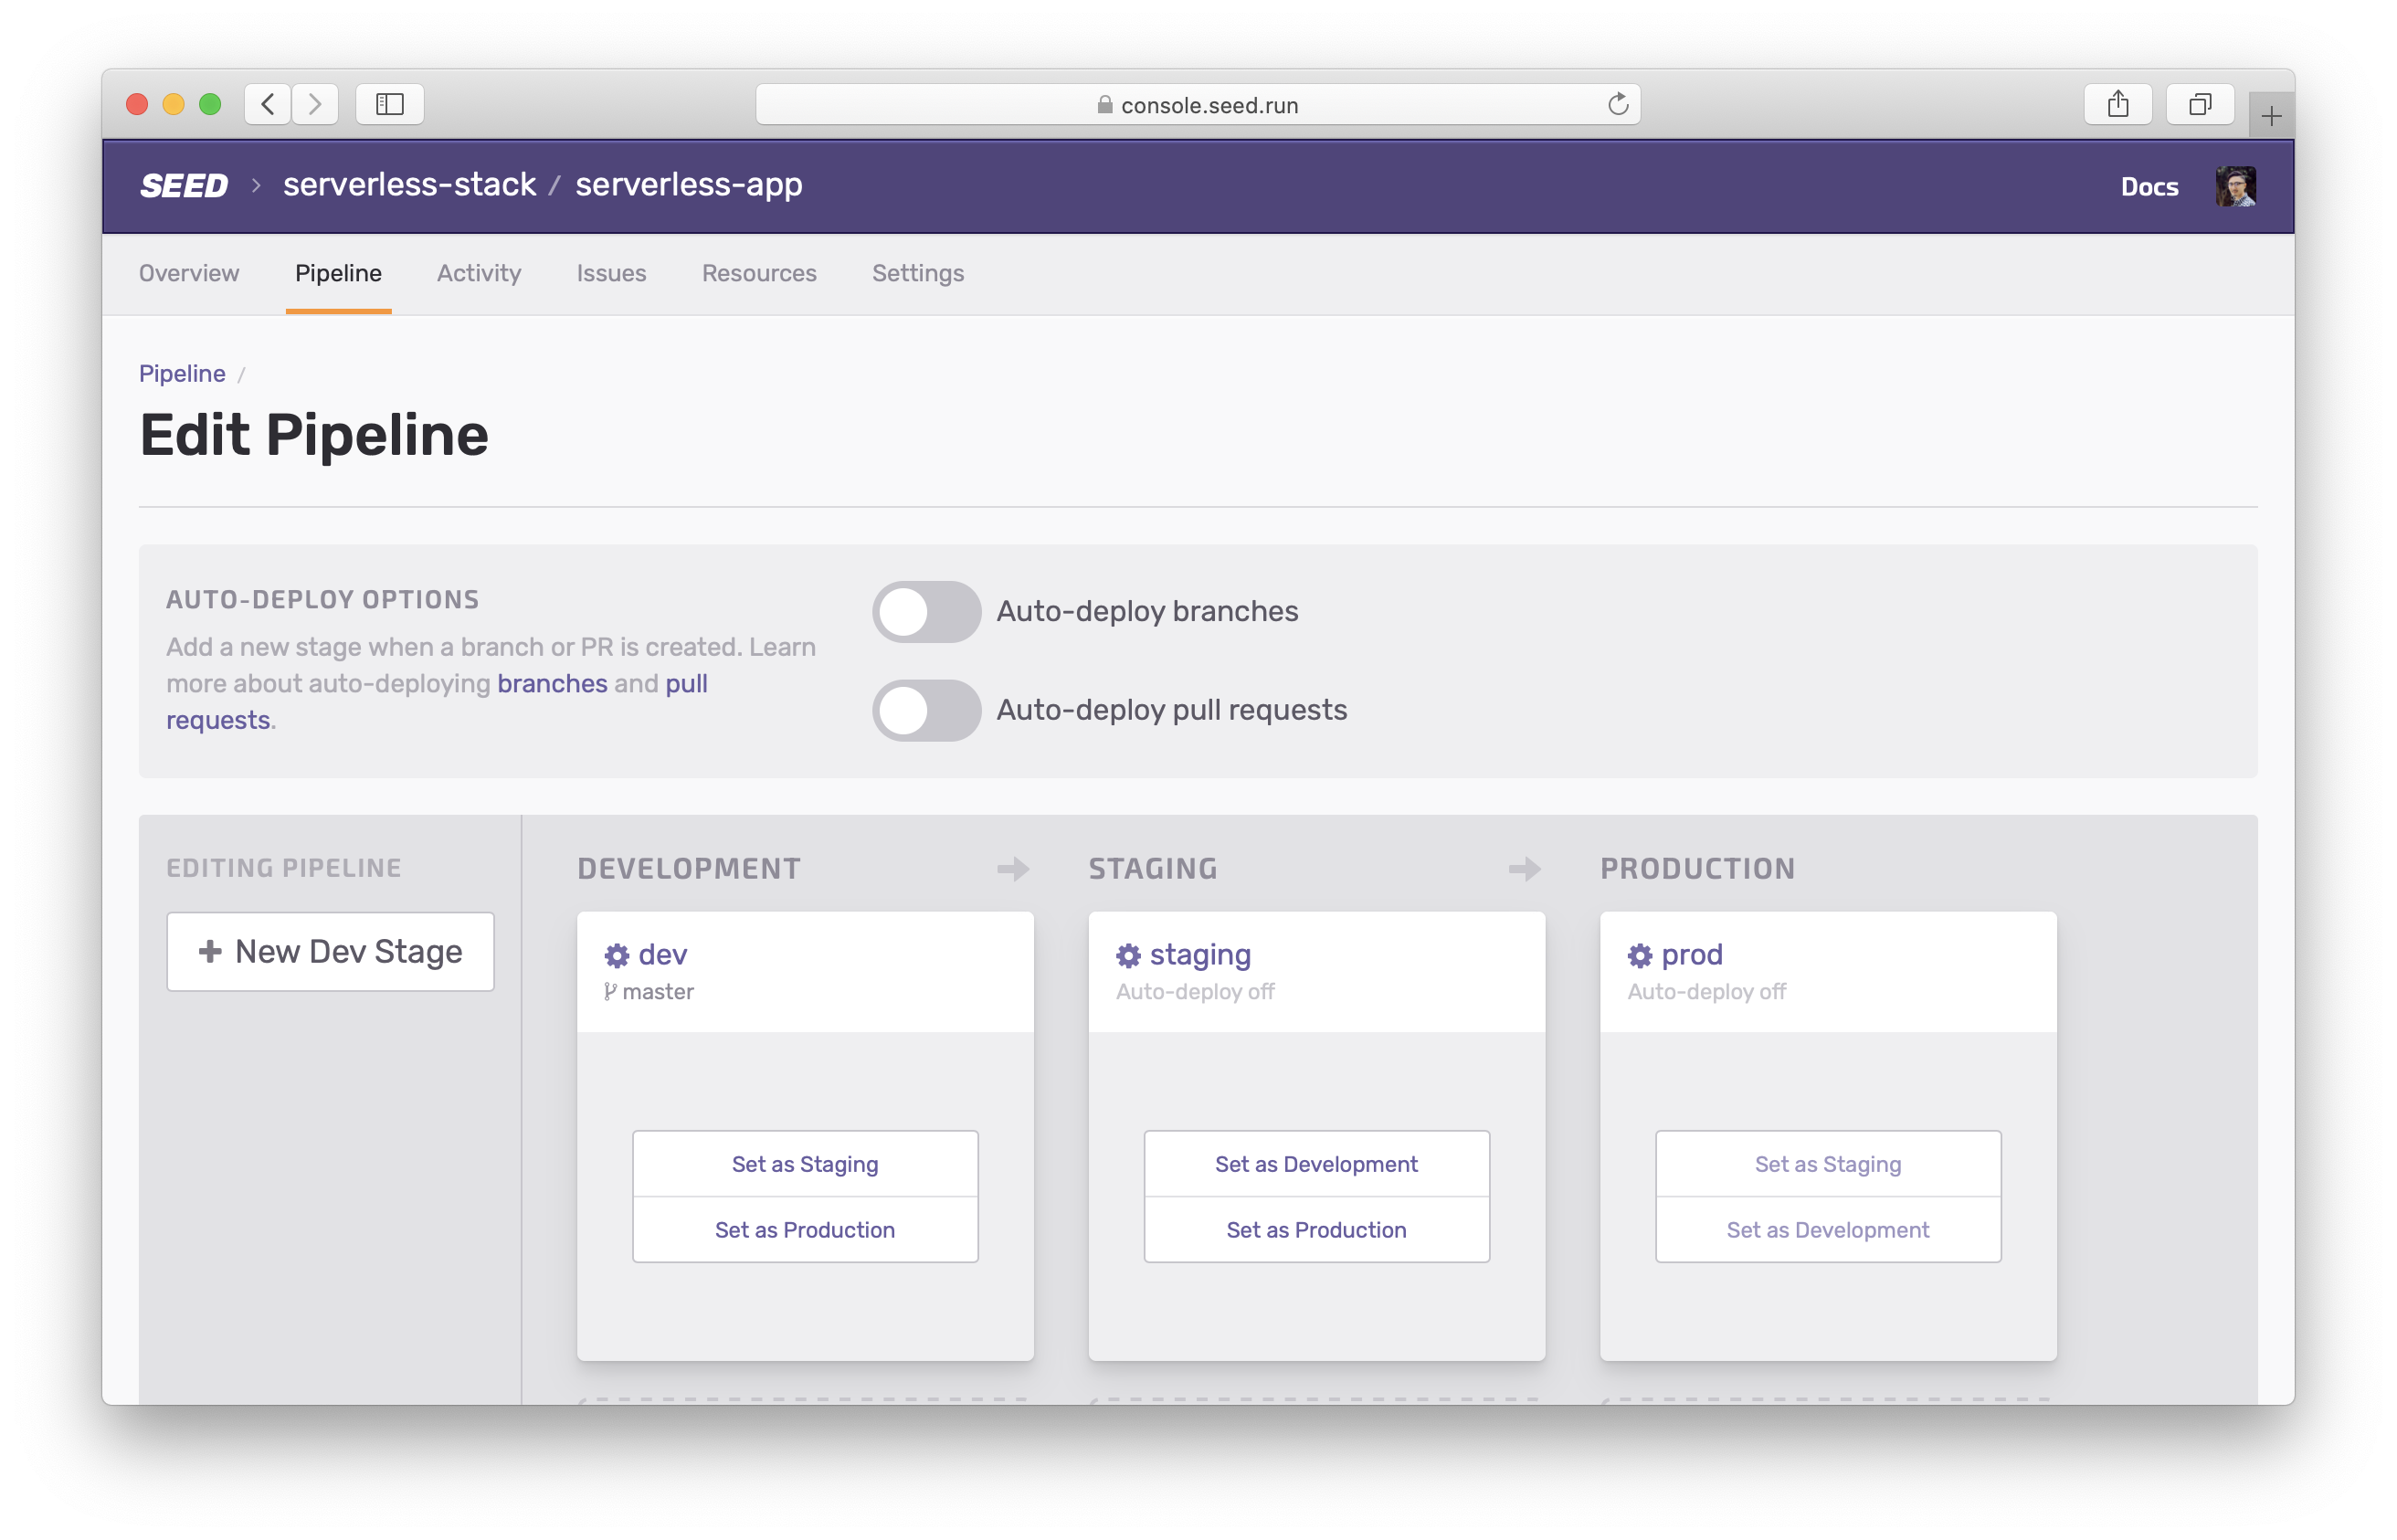 console.seed.run
SEED > serverless-stack / serverless-app
Docs
Overview
Pipeline
Activity
Issues
Resources
Settings
Pipeline /
Edit Pipeline
AUTO-DEPLOY OPTIONS
Add a new stage when a branch or PR is created. Learn
more about auto-deploying branches and pull
requests.
Auto-deploy branches
Auto-deploy pull requests
EDITING PIPELINE
+ New Dev Stage
DEVELOPMENT
dev
master
Set as Staging
Set as Production
STAGING
staging
Auto-deploy off
Set as Development
Set as Production
PRODUCTION
prod
Auto-deploy off
Set as Staging
Set as Development